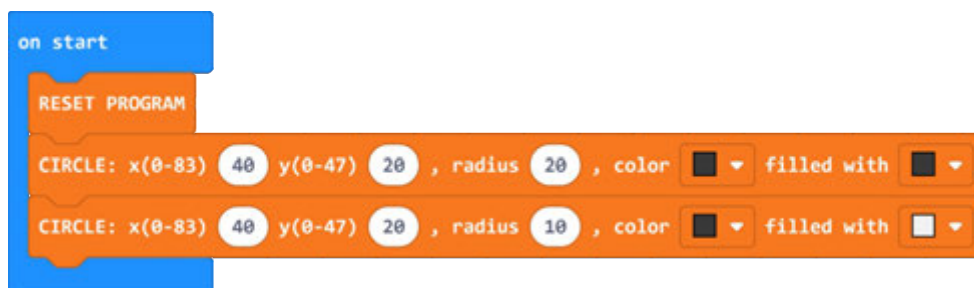 on start
RESET PROGRAM
CIRCLE: x(0-83) 40 y(0-47) 20 , radius 20 , color filled with
CIRCLE: x(0-83) 40 y(0-47) 20 , radius 10 , color filled with